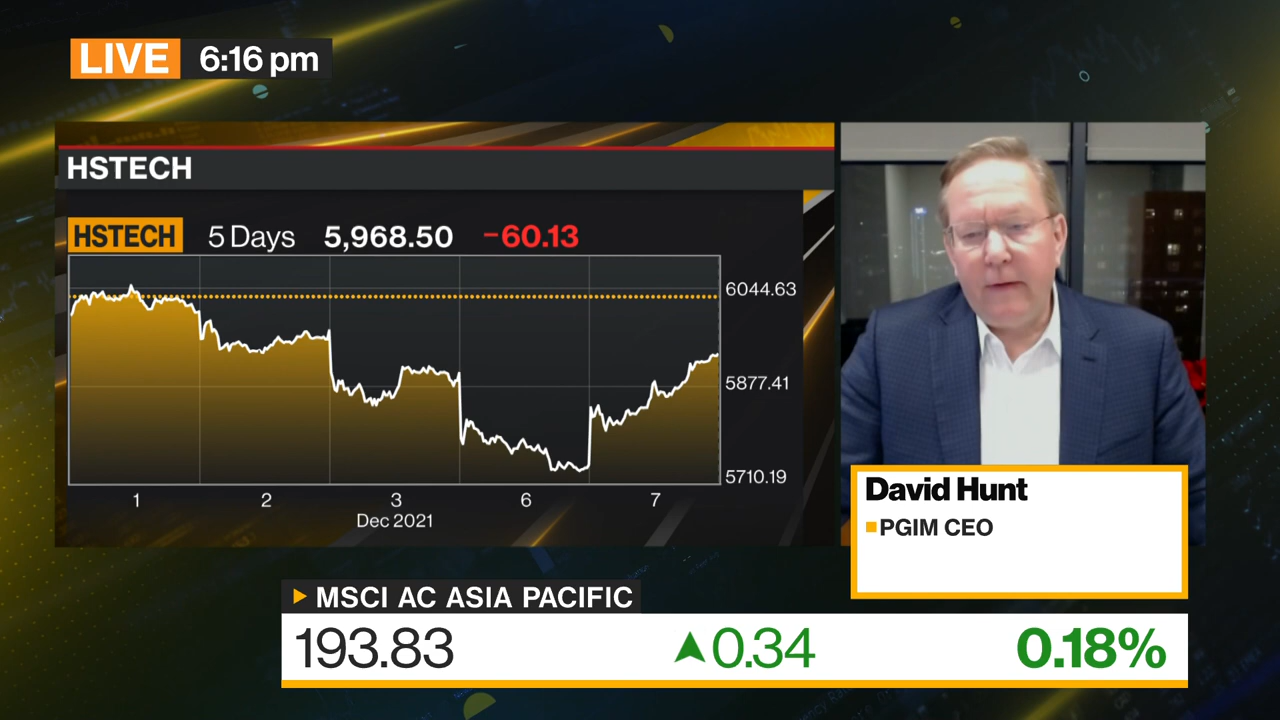 LIVE 6:16 pm
HSTECH
HSTECH 5 Days 5,968.50 −60.13
6044.63
5877.41
5710.19
1 2 3 6 7
Dec 2021
David Hunt
PGIM CEO
MSCI AC ASIA PACIFIC
193.83 0.34 0.18%